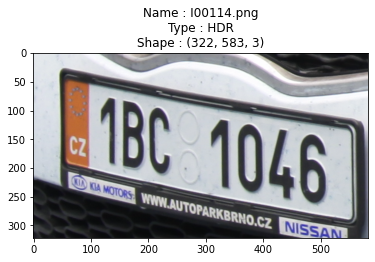 Name : I00114.png
Type : HDR
Shape : (322, 583, 3)
0
50
100
150
200
250
300
0 100 200 300 400 500
CZ 1BC 1046
KIA KIA MOTORS WWW.AUTOPARKBRNO.CZ NISSAN